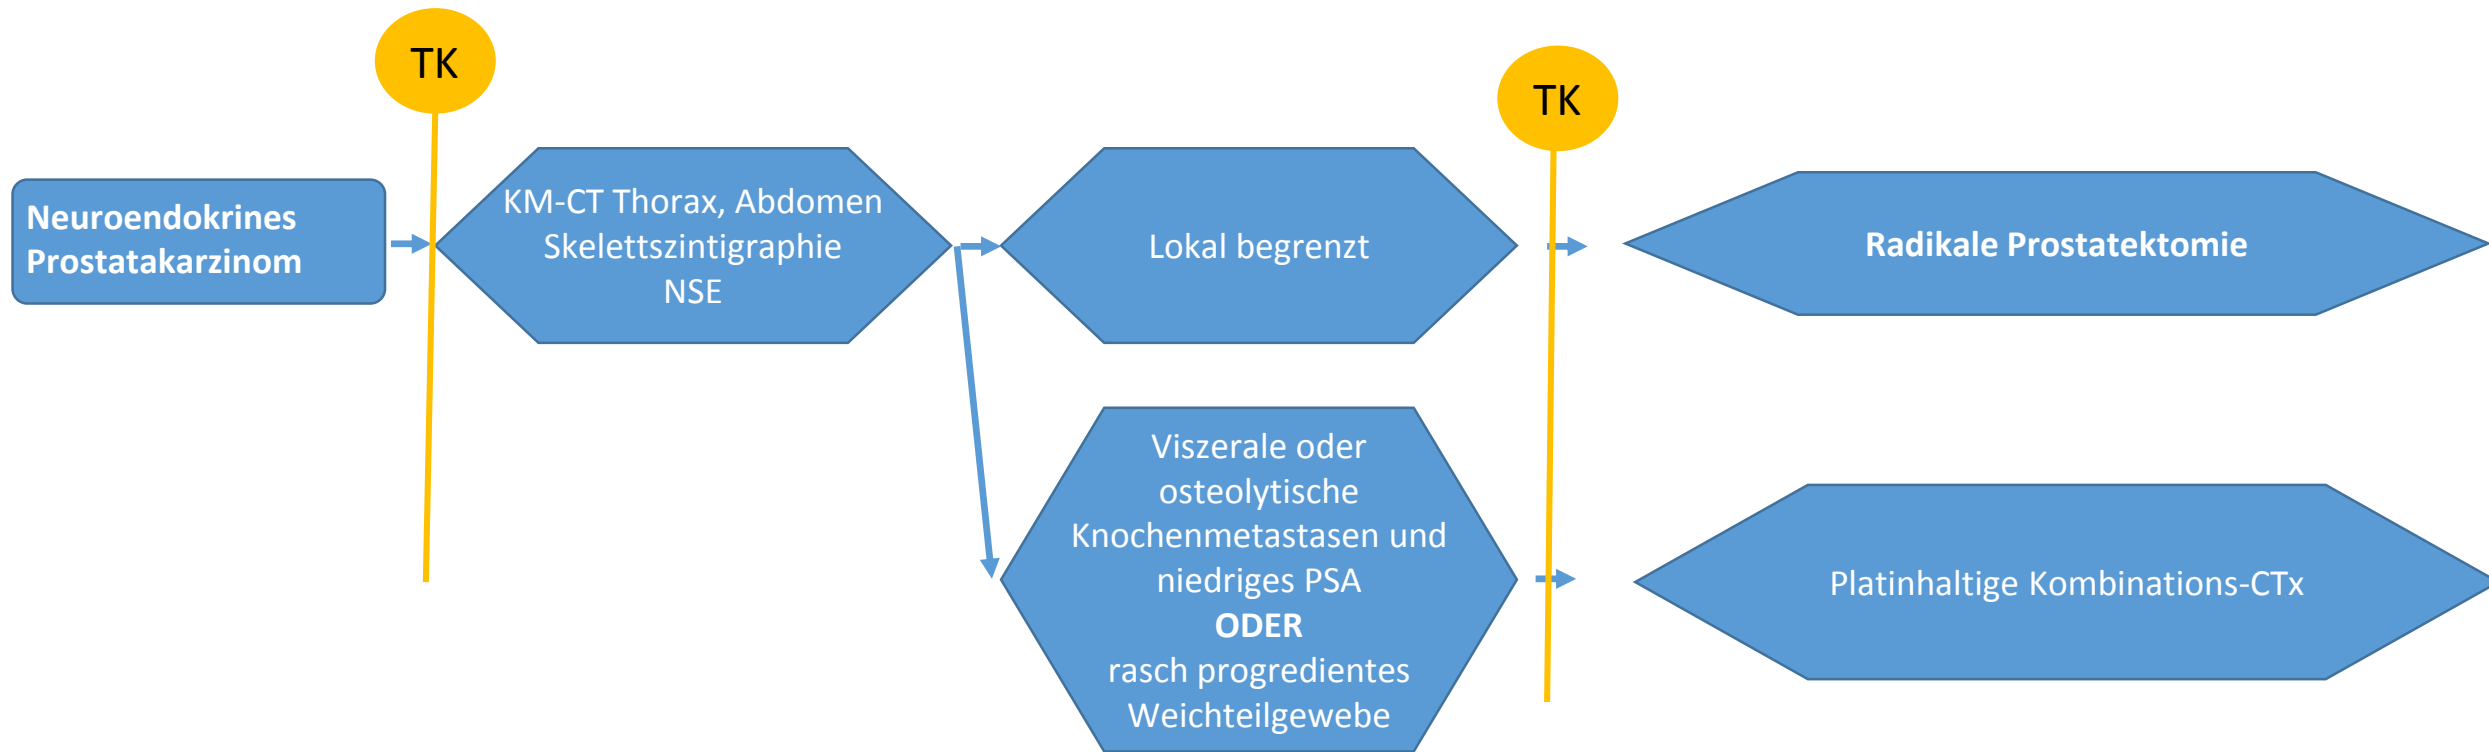 TK
TK
Neuroendokrines
Prostatakarzinom
KM-CT Thorax, Abdomen
Skelettszintigraphie
NSE
Lokal begrenzt
Radikale Prostatektomie
Viszerale oder
osteolytische
Knochenmetastasen und
niedriges PSA
ODER
rasch progredientes
Weichteilgewebe
Platinhaltige Kombinations-CTx